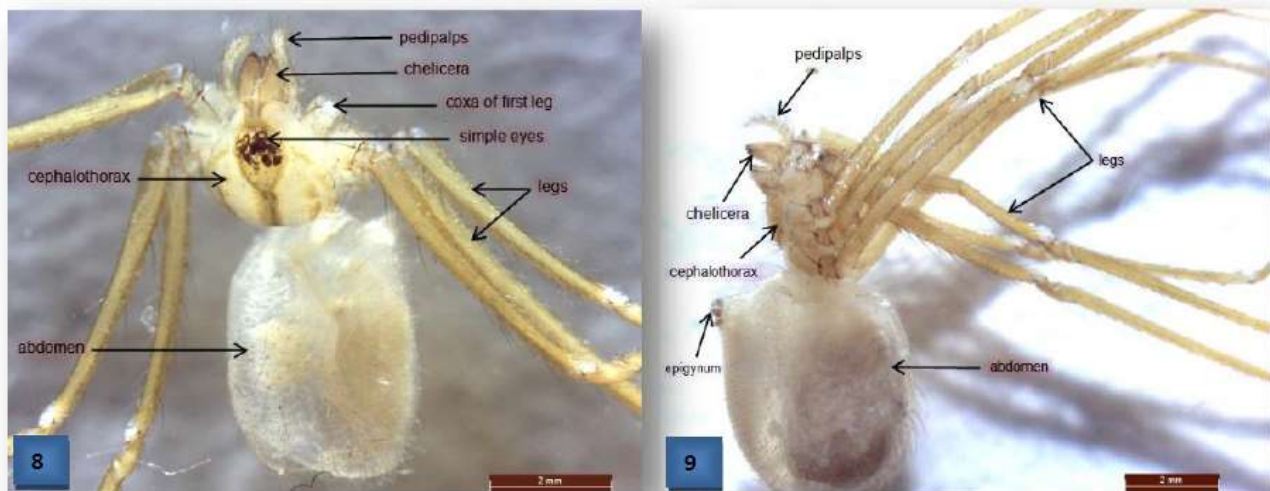 pedipalps
chelicera
coxa of first leg
simple eyes
cephalothorax
legs
abdomen
8
2 mm
pedipalps
legs
chelicera
cephalothorax
epigynum
abdomen
9
2 mm